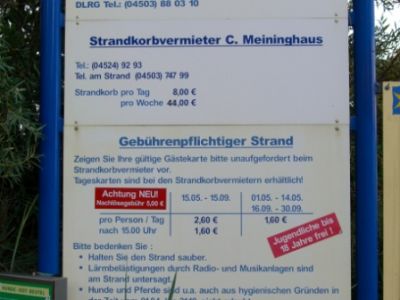 DLRG Tel.: (04503) 88 03 10
Strandkorbvermieter C. Meininghaus
Tel.: (04524) 92 93
Tel. am Strand (04503) 747 99
Strandkorb pro Tag 8,00 €
pro Woche 44,00 €
Gebührenpflichtiger Strand
Zeigen Sie Ihre gültige Gästekarte bitte unaufgefordert beim
Strandkorbvermieter vor.
Tageskarten sind bei den Strandkorbvermietern erhältlich!
Achtung NEU!
Nachlösegebühr 5,00 €
15.05. - 15.09. 01.05. - 14.05.
16.09. - 30.09.
pro Person / Tag 2,60 € 1,60 €
nach 15.00 Uhr 1,60 €
Jugendliche bis
18 Jahre frei !
Bitte bedenken Sie :
• Halten Sie den Strand sauber.
• Lärmbelästigungen durch Radio- und Musikanlagen sind
am Strand untersagt.
• Hunde und Pferde sind u.a. auch aus hygienischen Gründen in